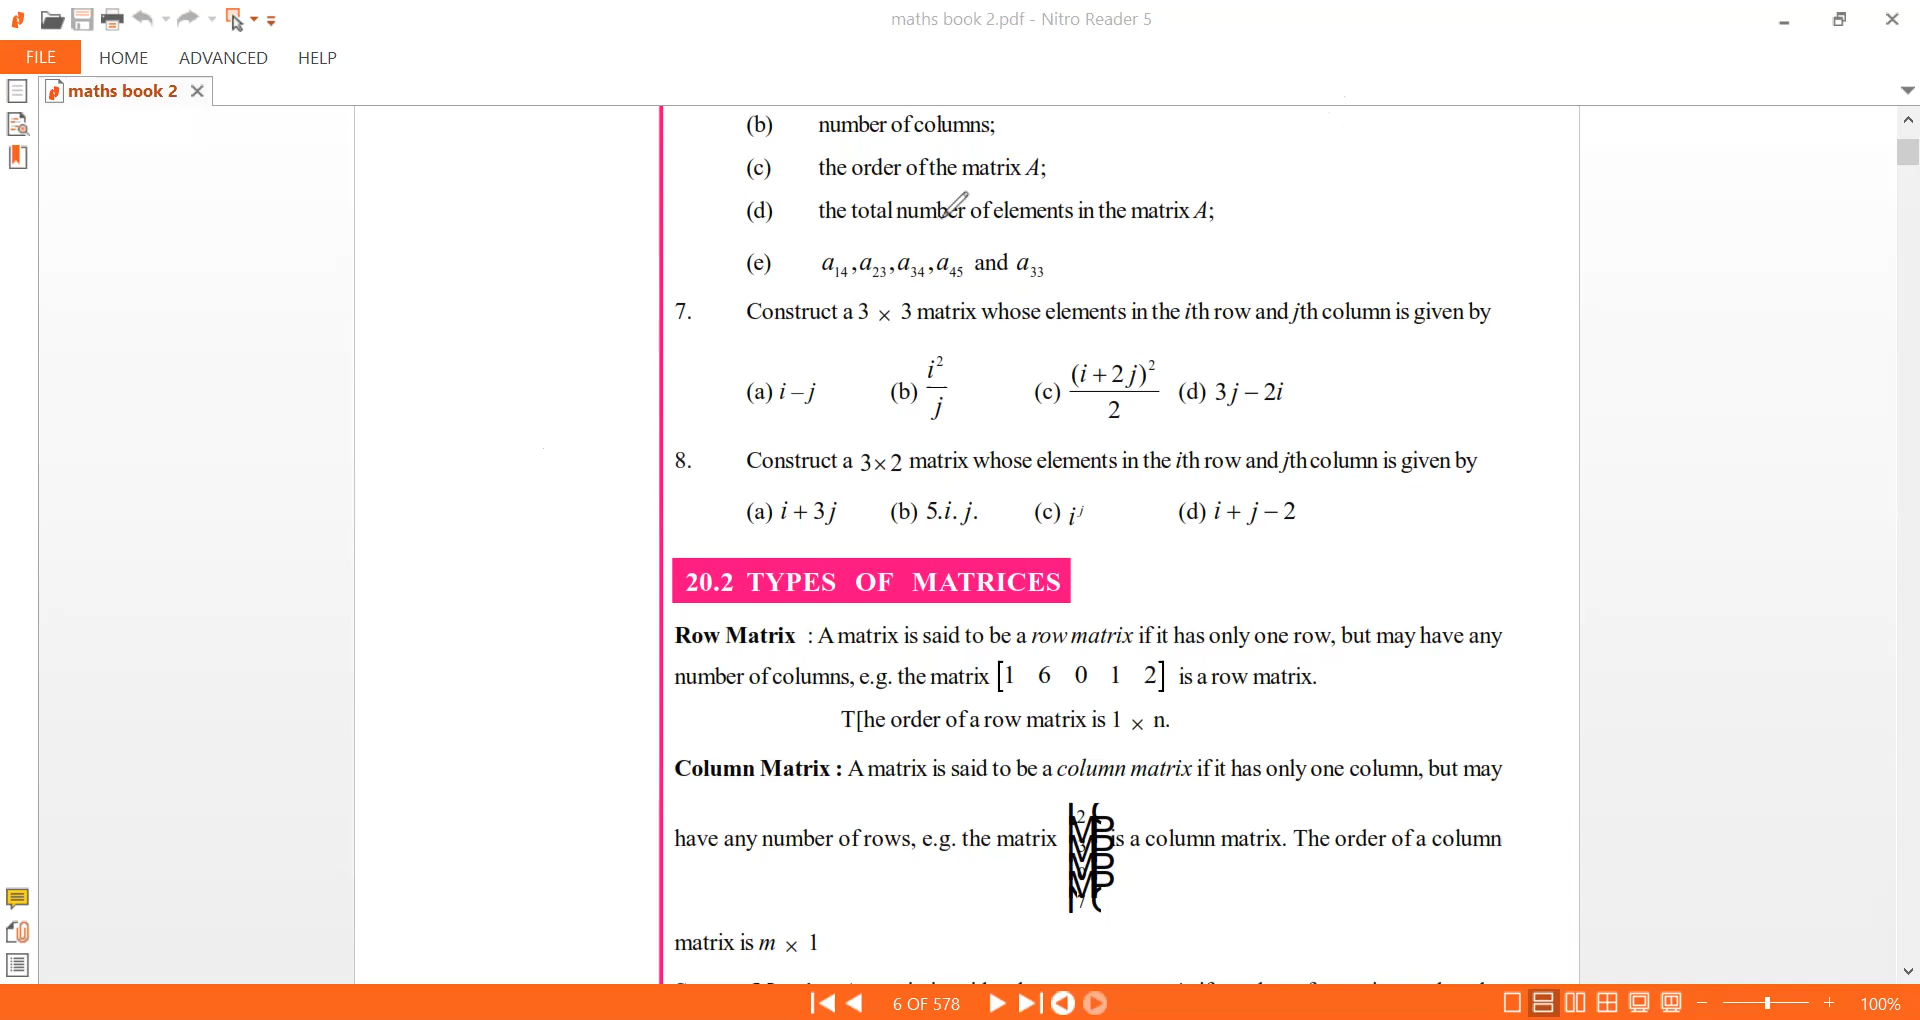 maths book 2.pdf - Nitro Reader 5
FILE HOME ADVANCED HELP
maths book 2
(b) number of columns;
(c) the order of the matrix A;
(d) the total number of elements in the matrix A;
(e) a₁₄, a₂₃, a₃₄, a₄₅ and a₃₃
7. Construct a 3 × 3 matrix whose elements in the ith row and jth column is given by
(a) i – j (b) i²/j (c) (i + 2j)²/2 (d) 3j – 2i
8. Construct a 3×2 matrix whose elements in the ith row and jth column is given by
(a) i + 3j (b) 5.i. j. (c) iʲ (d) i + j – 2
20.2 TYPES OF MATRICES
Row Matrix : A matrix is said to be a row matrix if it has only one row, but may have any
number of columns, e.g. the matrix [1 6 0 1 2] is a row matrix.
T[he order of a row matrix is 1 × n.
Column Matrix : A matrix is said to be a column matrix if it has only one column, but may
have any number of rows, e.g. the matrix is a column matrix. The order of a column
matrix is m × 1
6 OF 578
100%